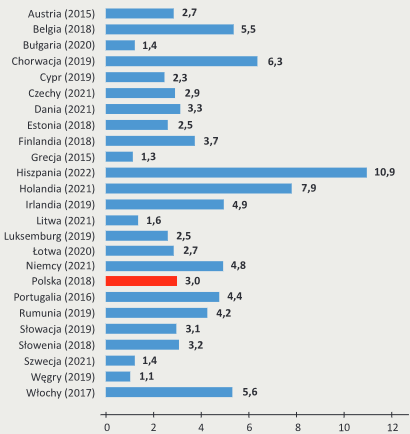 Austria (2015) 2,7
Belgia (2018) 5,5
Bułgaria (2020) 1,4
Chorwacja (2019) 6,3
Cypr (2019) 2,3
Czechy (2021) 2,9
Dania (2021) 3,3
Estonia (2018) 2,5
Finlandia (2018) 3,7
Grecja (2015) 1,3
Hiszpania (2022) 10,9
Holandia (2021) 7,9
Irlandia (2019) 4,9
Litwa (2021) 1,6
Luksemburg (2019) 2,5
Łotwa (2020) 2,7
Niemcy (2021) 4,8
Polska (2018) 3,0
Portugalia (2016) 4,4
Rumunia (2019) 4,2
Słowacja (2019) 3,1
Słowenia (2018) 3,2
Szwecja (2021) 1,4
Węgry (2019) 1,1
Włochy (2017) 5,6
0 2 4 6 8 10 12